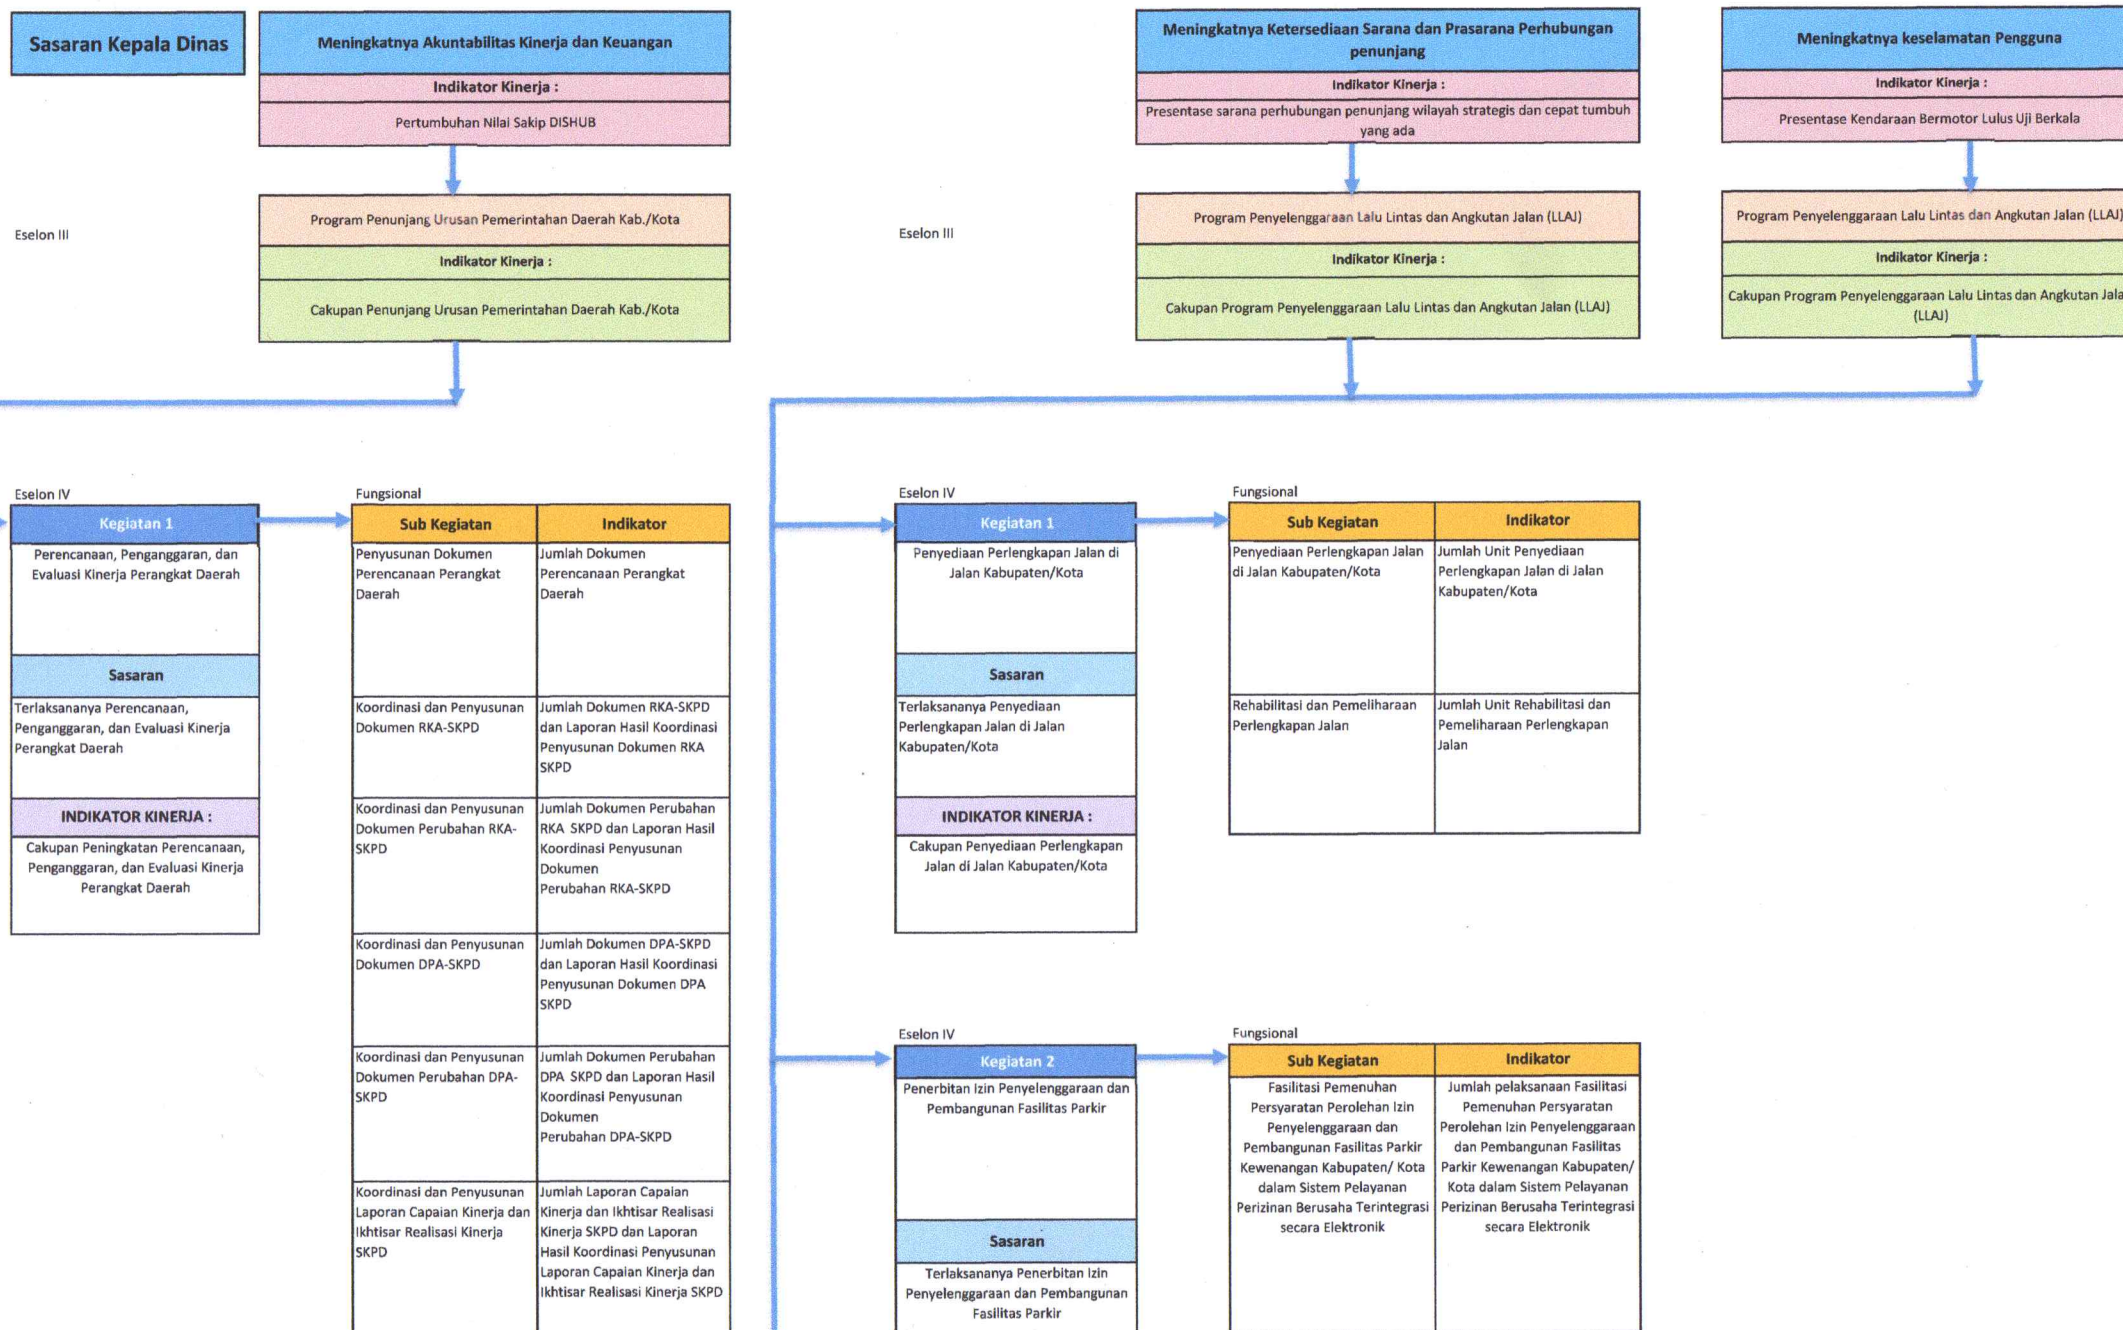 Sasaran Kepala Dinas
Meningkatnya Akuntabilitas Kinerja dan Keuangan
Indikator Kinerja :
Pertumbuhan Nilai Sakip DISHUB
Meningkatnya Ketersediaan Sarana dan Prasarana Perhubungan
penunjang
Indikator Kinerja :
Presentase sarana perhubungan penunjang wilayah strategis dan cepat tumbuh
yang ada
Meningkatnya keselamatan Pengguna
Indikator Kinerja :
Presentase Kendaraan Bermotor Lulus Uji Berkala
Eselon III
Program Penunjang Urusan Pemerintahan Daerah Kab./Kota
Indikator Kinerja :
Cakupan Penunjang Urusan Pemerintahan Daerah Kab./Kota
Eselon III
Program Penyelenggaraan Lalu Lintas dan Angkutan Jalan (LLAJ)
Indikator Kinerja :
Cakupan Program Penyelenggaraan Lalu Lintas dan Angkutan Jalan (LLAJ)
Program Penyelenggaraan Lalu Lintas dan Angkutan Jalan (LLAJ)
Indikator Kinerja :
Cakupan Program Penyelenggaraan Lalu Lintas dan Angkutan Jala
(LLAJ)
Eselon IV
Kegiatan 1
Perencanaan, Penganggaran, dan
Evaluasi Kinerja Perangkat Daerah
Sasaran
Terlaksananya Perencanaan,
Penganggaran, dan Evaluasi Kinerja
Perangkat Daerah
INDIKATOR KINERJA :
Cakupan Peningkatan Perencanaan,
Penganggaran, dan Evaluasi Kinerja
Perangkat Daerah
Fungsional
Sub Kegiatan
Indikator
Penyusunan Dokumen
Perencanaan Perangkat
Daerah
Jumlah Dokumen
Perencanaan Perangkat
Daerah
Koordinasi dan Penyusunan
Dokumen RKA-SKPD
Jumlah Dokumen RKA-SKPD
dan Laporan Hasil Koordinasi
Penyusunan Dokumen RKA
SKPD
Koordinasi dan Penyusunan
Dokumen Perubahan RKA-
SKPD
Jumlah Dokumen Perubahan
RKA SKPD dan Laporan Hasil
Koordinasi Penyusunan
Dokumen
Perubahan RKA-SKPD
Koordinasi dan Penyusunan
Dokumen DPA-SKPD
Jumlah Dokumen DPA-SKPD
dan Laporan Hasil Koordinasi
Penyusunan Dokumen DPA
SKPD
Koordinasi dan Penyusunan
Dokumen Perubahan DPA-
SKPD
Jumlah Dokumen Perubahan
DPA SKPD dan Laporan Hasil
Koordinasi Penyusunan
Dokumen
Perubahan DPA-SKPD
Koordinasi dan Penyusunan
Laporan Capaian Kinerja dan
Ikhtisar Realisasi Kinerja
SKPD
Jumlah Laporan Capaian
Kinerja dan Ikhtisar Realisasi
Kinerja SKPD dan Laporan
Hasil Koordinasi Penyusunan
Laporan Capaian Kinerja dan
Ikhtisar Realisasi Kinerja SKPD
Eselon IV
Kegiatan 1
Penyediaan Perlengkapan Jalan di
Jalan Kabupaten/Kota
Sasaran
Terlaksananya Penyediaan
Perlengkapan Jalan di Jalan
Kabupaten/Kota
INDIKATOR KINERJA :
Cakupan Penyediaan Perlengkapan
Jalan di Jalan Kabupaten/Kota
Fungsional
Sub Kegiatan
Indikator
Penyediaan Perlengkapan Jalan
di Jalan Kabupaten/Kota
Jumlah Unit Penyediaan
Perlengkapan Jalan di Jalan
Kabupaten/Kota
Rehabilitasi dan Pemeliharaan
Perlengkapan Jalan
Jumlah Unit Rehabilitasi dan
Pemeliharaan Perlengkapan
Jalan
Eselon IV
Kegiatan 2
Penerbitan Izin Penyelenggaraan dan
Pembangunan Fasilitas Parkir
Sasaran
Terlaksananya Penerbitan Izin
Penyelenggaraan dan Pembangunan
Fasilitas Parkir
Fungsional
Sub Kegiatan
Indikator
Fasilitasi Pemenuhan
Persyaratan Perolehan Izin
Penyelenggaraan dan
Pembangunan Fasilitas Parkir
Kewenangan Kabupaten/ Kota
dalam Sistem Pelayanan
Perizinan Berusaha Terintegrasi
secara Elektronik
Jumlah pelaksanaan Fasilitasi
Pemenuhan Persyaratan
Perolehan Izin Penyelenggaraan
dan Pembangunan Fasilitas
Parkir Kewenangan Kabupaten/
Kota dalam Sistem Pelayanan
Perizinan Berusaha Terintegrasi
secara Elektronik